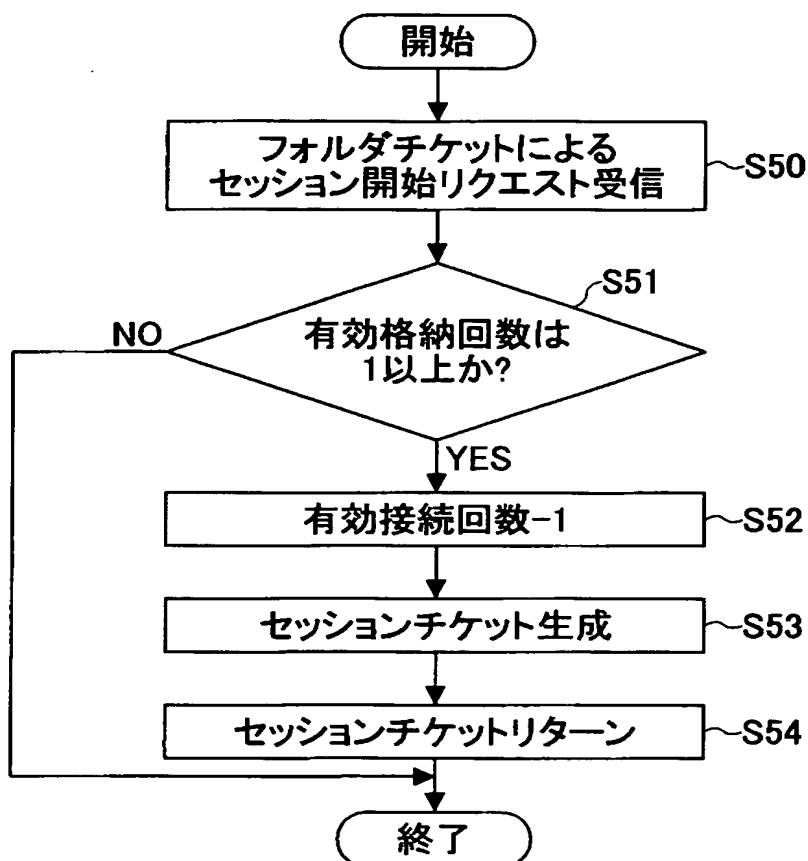 開始
フォルダチケットによる
セッション開始リクエスト受信
S50
S51
有効格納回数は
1以上か?
NO
YES
有効接続回数-1
S52
セッションチケット生成
S53
セッションチケットリターン
S54
終了